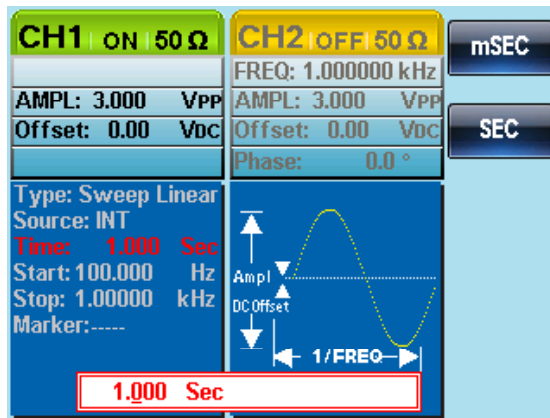 CH1 ON 50 Ω
AMPL: 3.000 VPP
Offset: 0.00 VDC
CH2 OFF 50 Ω
FREQ: 1.000000 kHz
AMPL: 3.000 VPP
Offset: 0.00 VDC
Phase: 0.0 °
mSEC
SEC
Type: Sweep Linear
Source: INT
Time: 1.000 Sec
Start: 100.000 Hz
Stop: 1.00000 kHz
Marker:-----
Ampl
DC Offset
1/FREQ
1.000 Sec